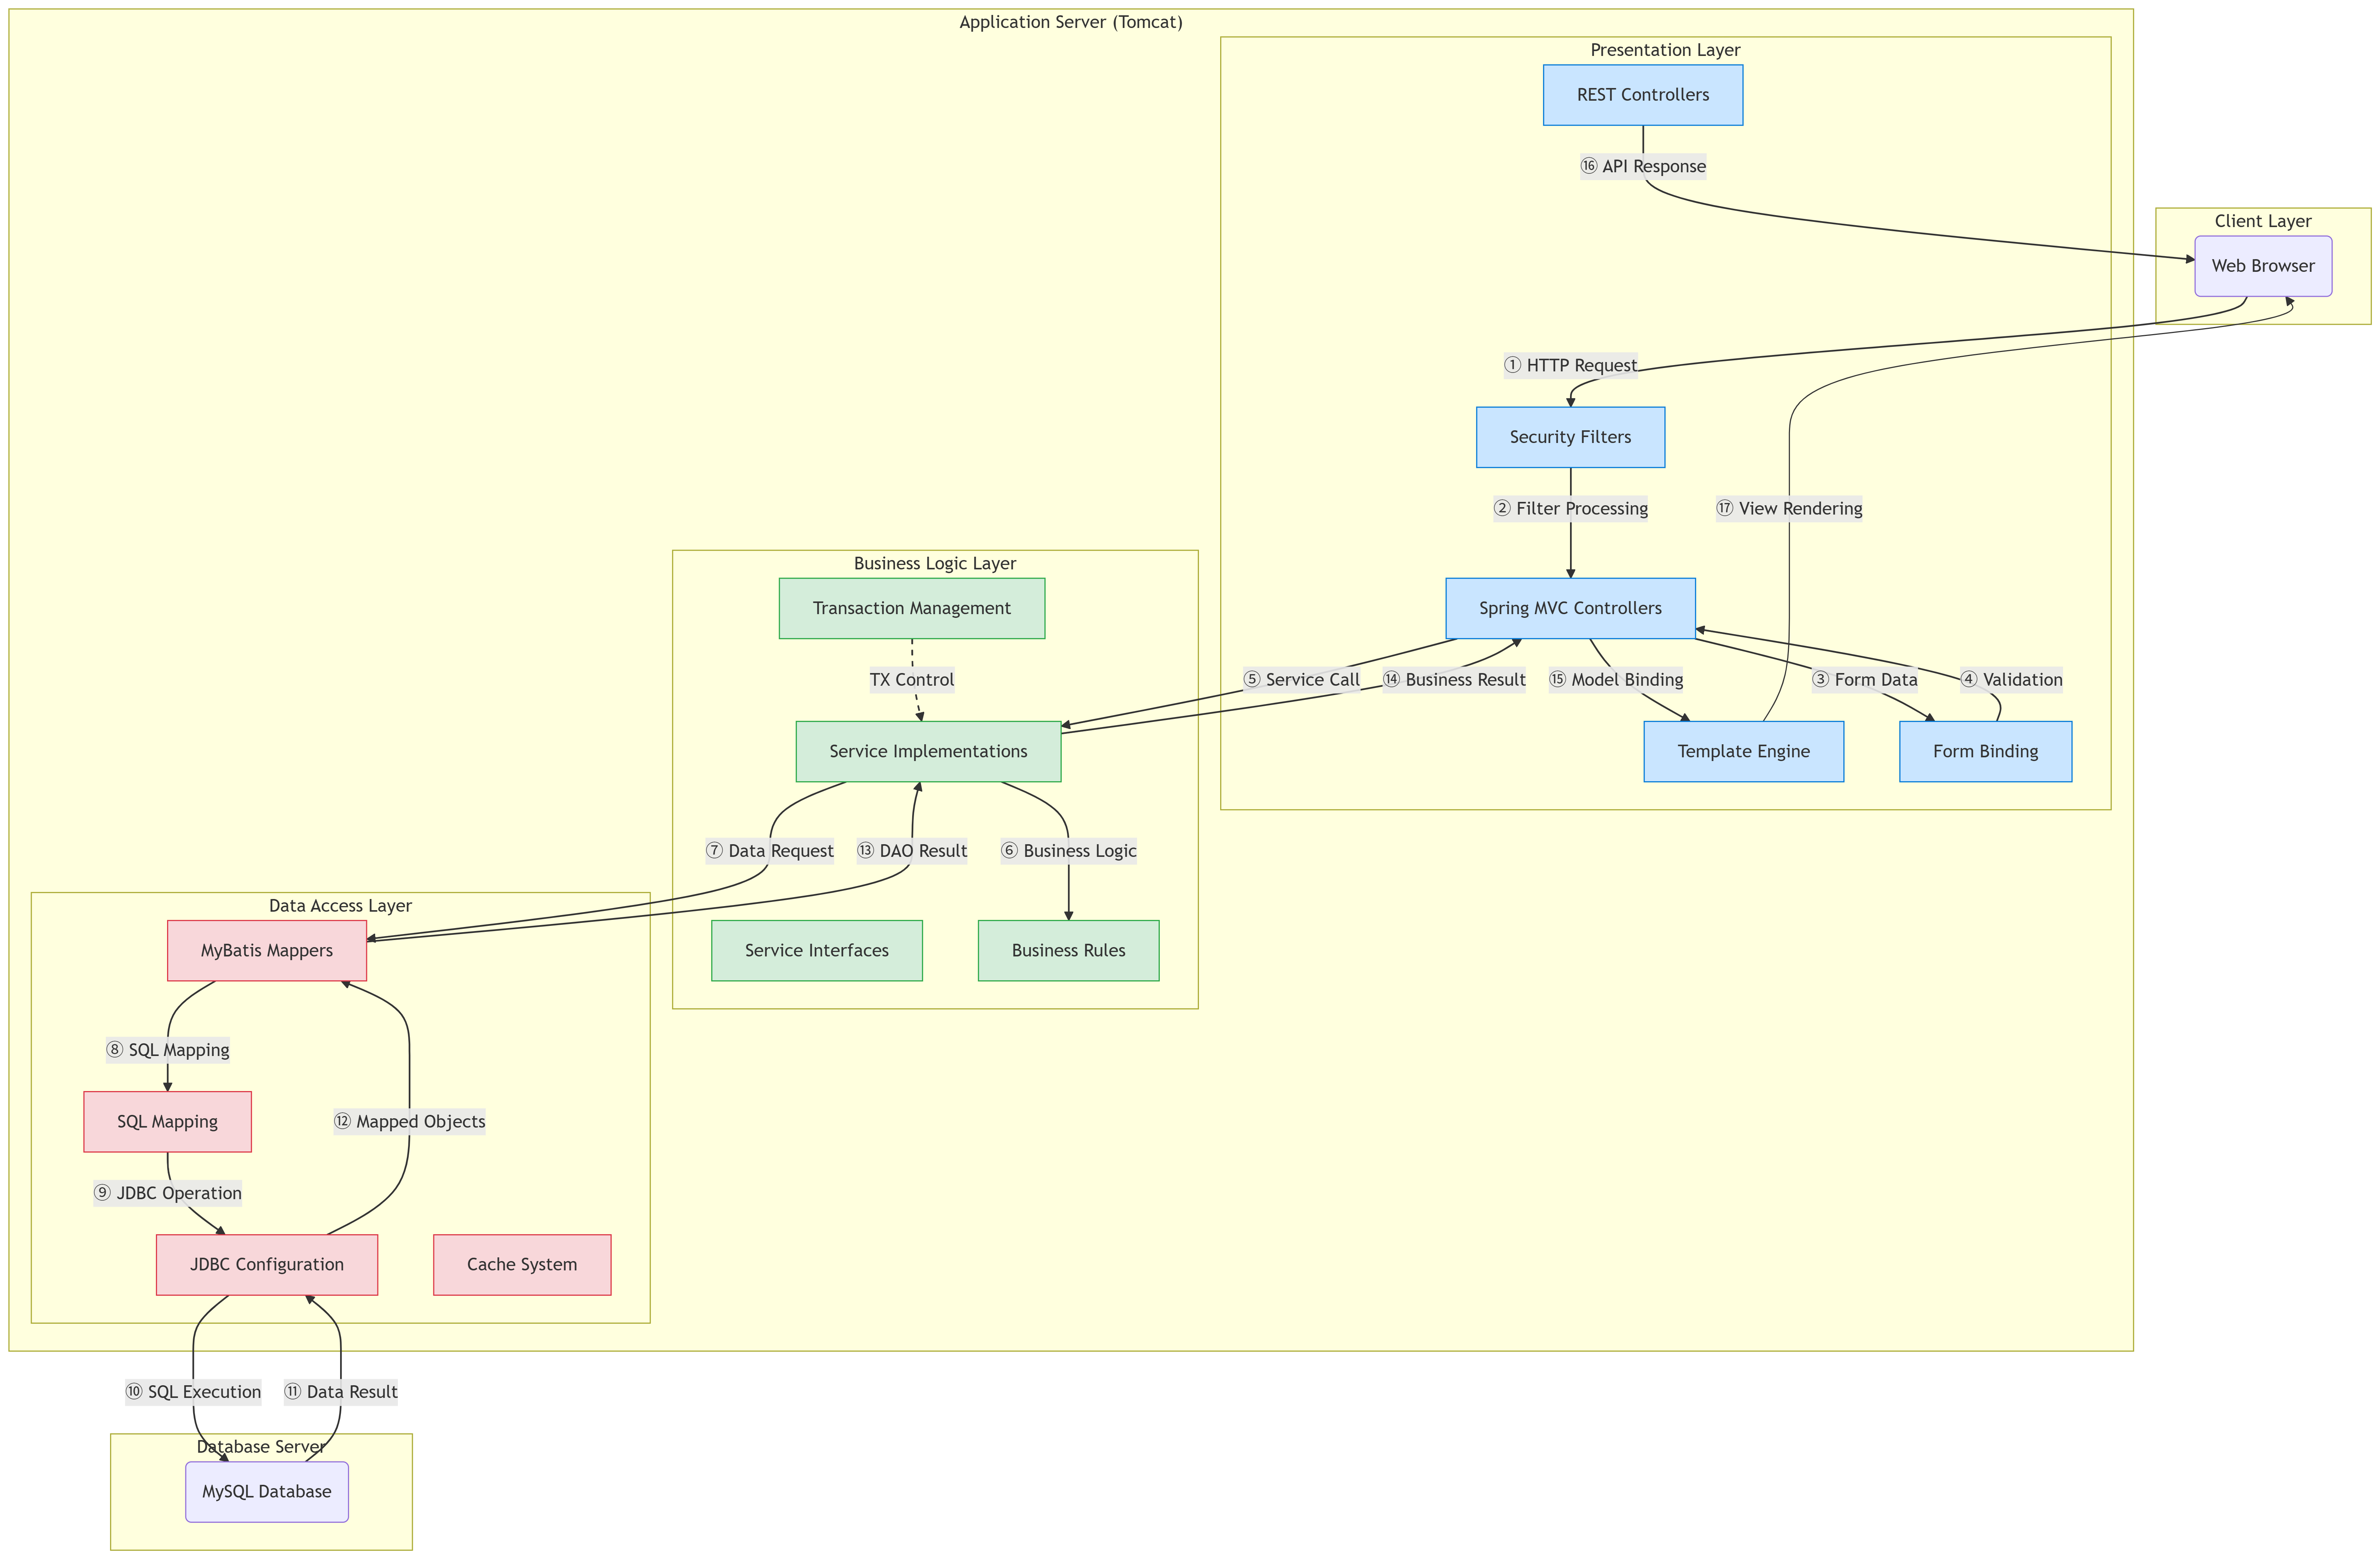 Application Server (Tomcat)
Presentation Layer
REST Controllers
⑯ API Response
Client Layer
Web Browser
① HTTP Request
Security Filters
② Filter Processing
⑰ View Rendering
Spring MVC Controllers
⑤ Service Call
⑭ Business Result
⑮ Model Binding
③ Form Data
④ Validation
Template Engine
Form Binding
Business Logic Layer
Transaction Management
TX Control
Service Implementations
⑦ Data Request
⑬ DAO Result
⑥ Business Logic
Service Interfaces
Business Rules
Data Access Layer
MyBatis Mappers
⑧ SQL Mapping
SQL Mapping
⑫ Mapped Objects
⑨ JDBC Operation
JDBC Configuration
Cache System
⑩ SQL Execution
⑪ Data Result
Database Server
MySQL Database